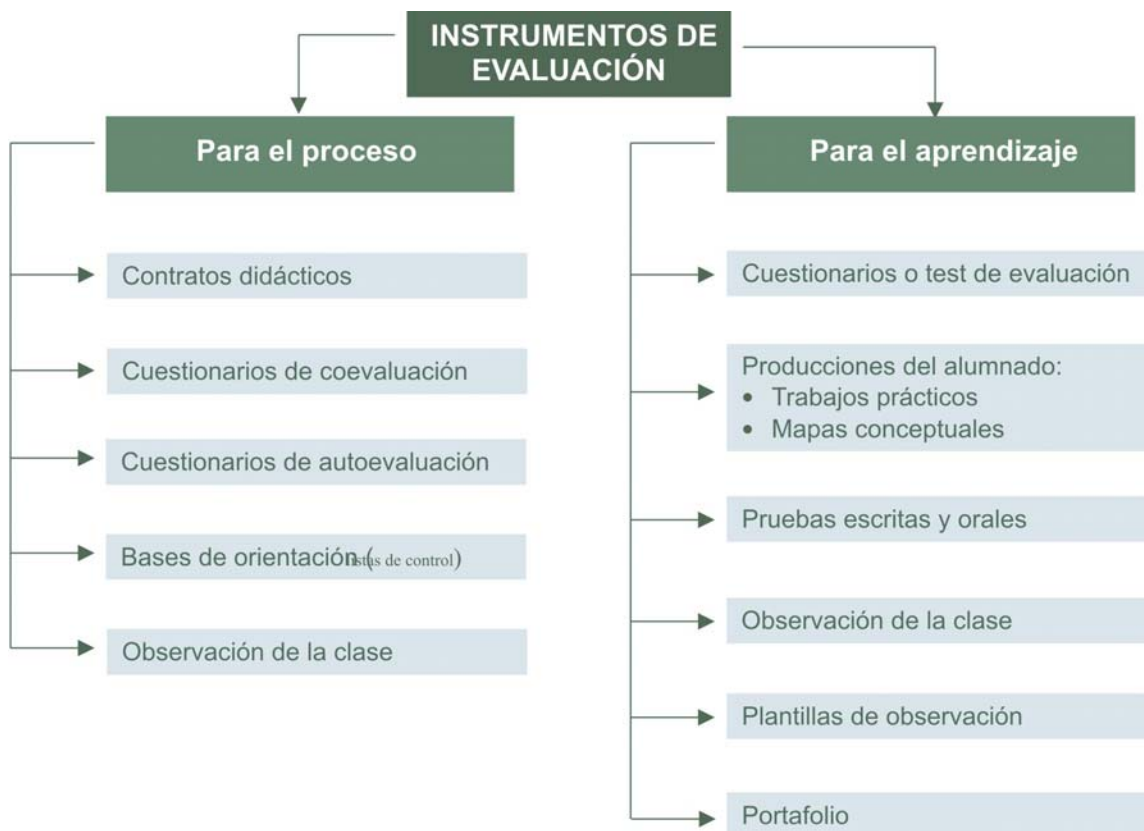 INSTRUMENTOS DE
EVALUACIÓN
Para el proceso
Contratos didácticos
Cuestionarios de coevaluación
Cuestionarios de autoevaluación
Bases de orientación (listas de control)
Observación de la clase
Para el aprendizaje
Cuestionarios o test de evaluación
Producciones del alumnado:
• Trabajos prácticos
• Mapas conceptuales
Pruebas escritas y orales
Observación de la clase
Plantillas de observación
Portafolio